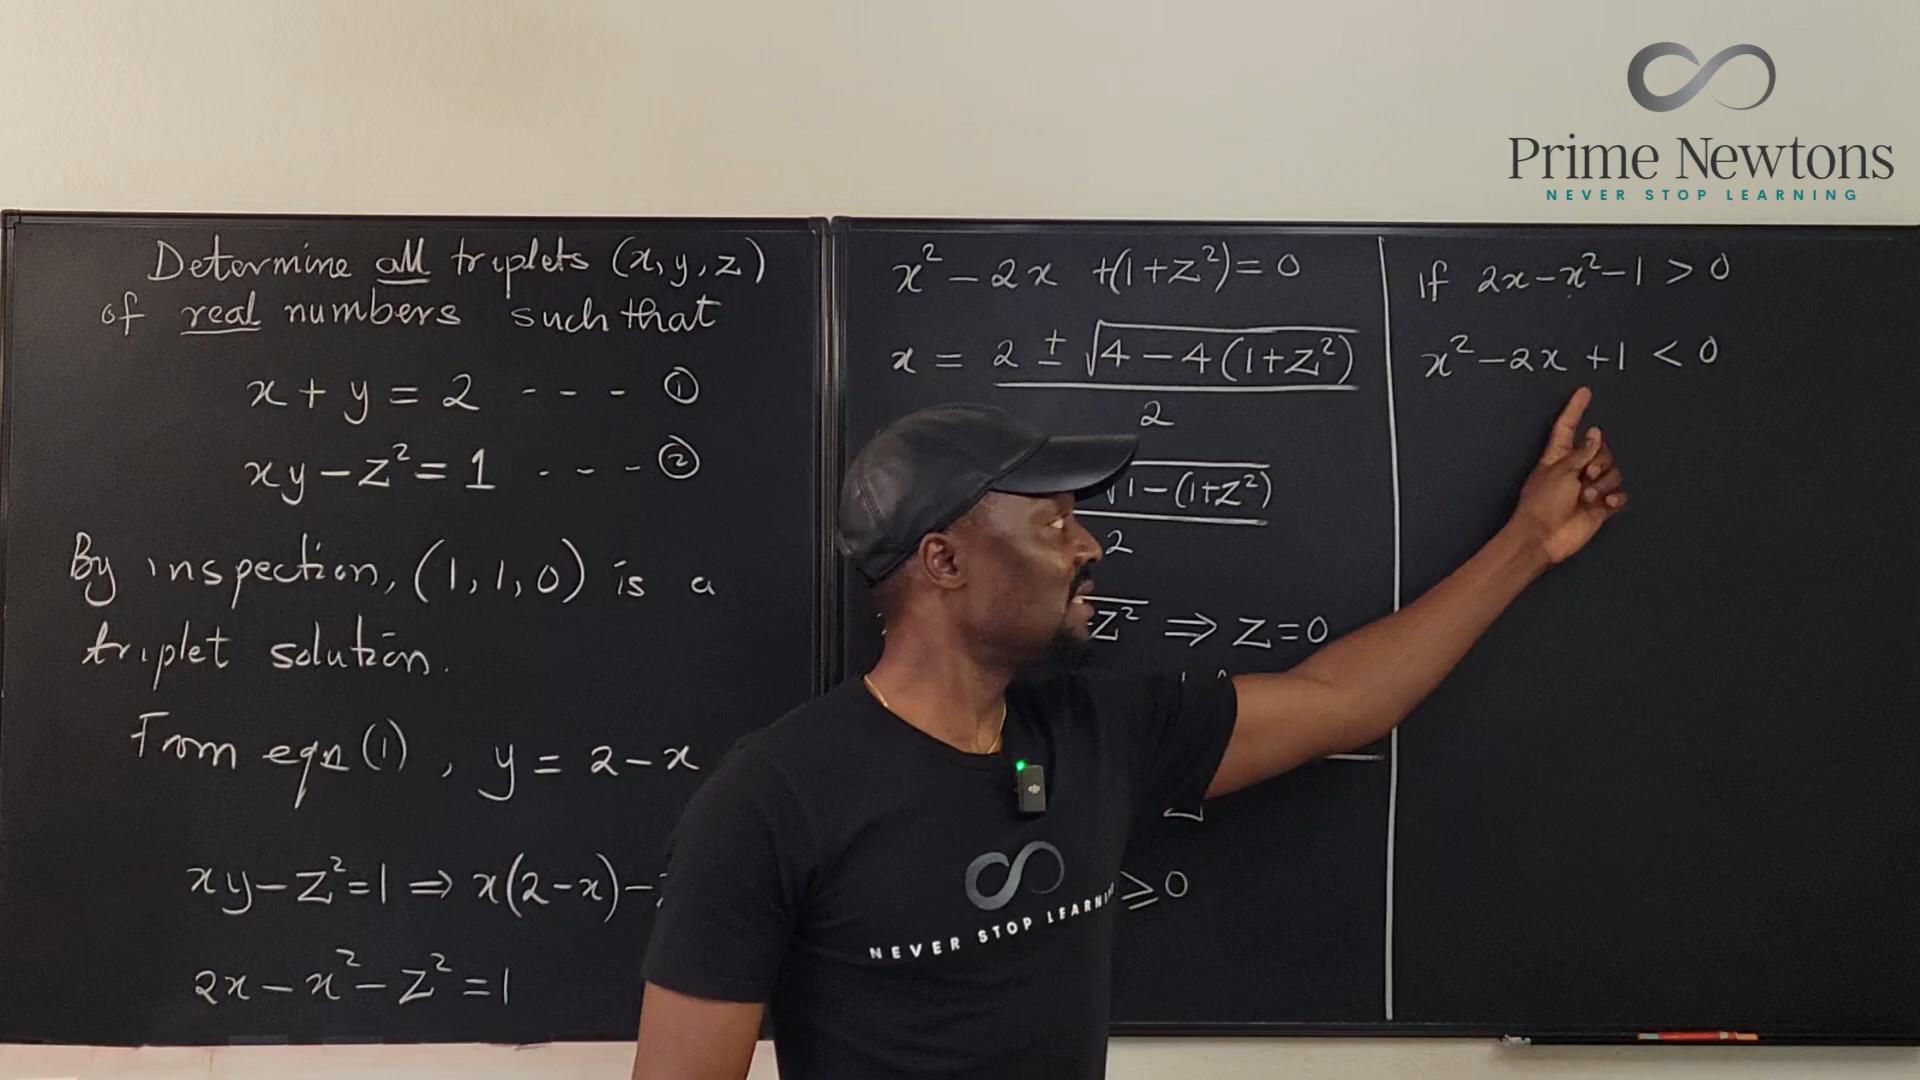 Prime Newtons
NEVER STOP LEARNING
Determine all triplets (x, y, z)
of real numbers such that
x + y = 2 - - - ①
xy - z² = 1 - - - ②
By inspection, (1, 1, 0) is a
triplet solution.
From eqn (1), y = 2 - x
xy - z² = 1 ⇒ x(2 - x) -
2x - x² - z² = 1
x² - 2x + (1 + z²) = 0
x = 2 ± √4 - 4(1 + z²)
2
√1 - (1 + z²)
2
z² ⇒ z = 0
≥ 0
If 2x - x² - 1 > 0
x² - 2x + 1 < 0
NEVER STOP LEARNIN